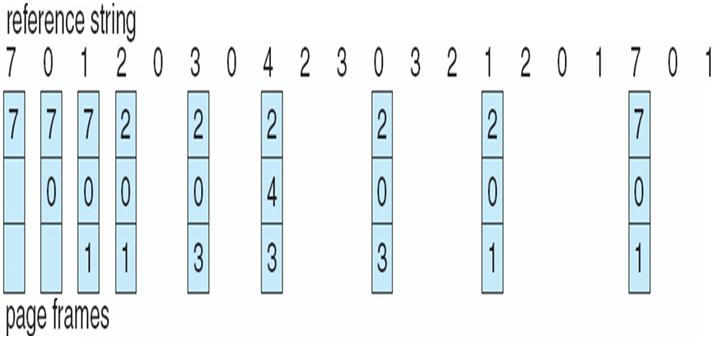 reference string
7 0 1 2 0 3 0 4 2 3 0 3 2 1 2 0 1 7 0 1
7 7 7 2 2 2 2 2 7
0 0 0 0 4 0 0 0
1 1 3 3 3 1 1
page frames